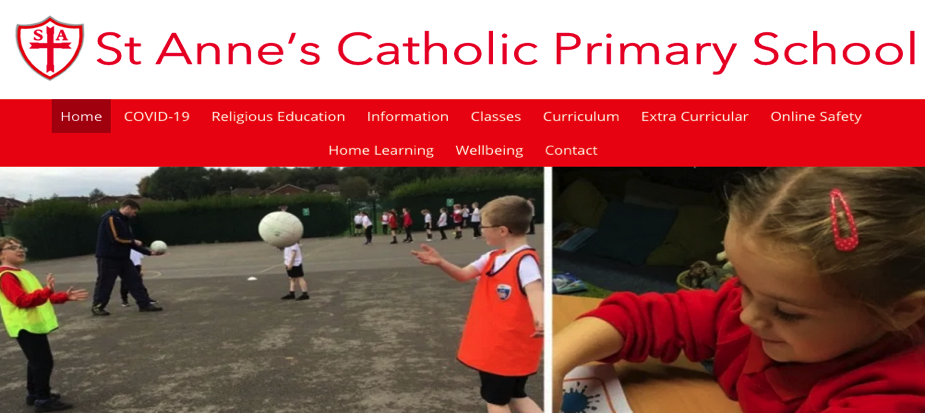 S A
St Anne's Catholic Primary School
Home COVID-19 Religious Education Information Classes Curriculum Extra Curricular Online Safety
Home Learning Wellbeing Contact